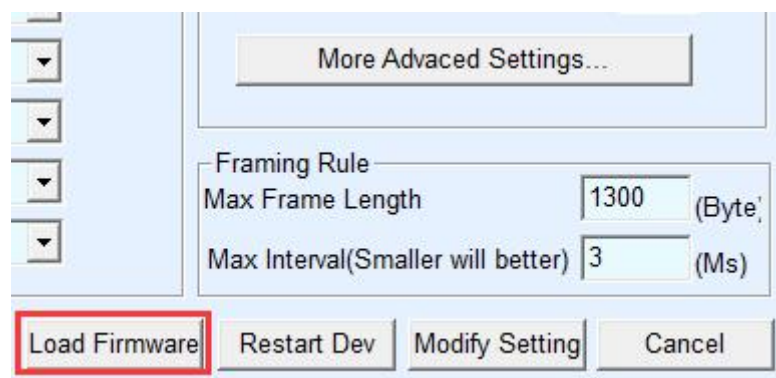 More Advaced Settings...
Framing Rule
Max Frame Length 1300 (Byte)
Max Interval(Smaller will better) 3 (Ms)
Load Firmware Restart Dev Modify Setting Cancel